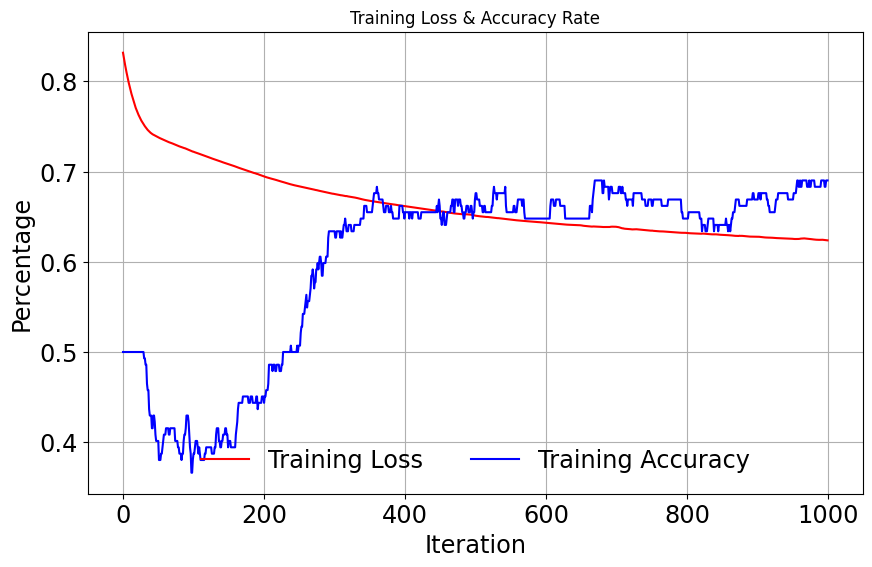 Training Loss & Accuracy Rate
0.8
0.7
0.6
0.5
0.4
Percentage
Training Loss
Training Accuracy
0
200
400
600
800
1000
Iteration